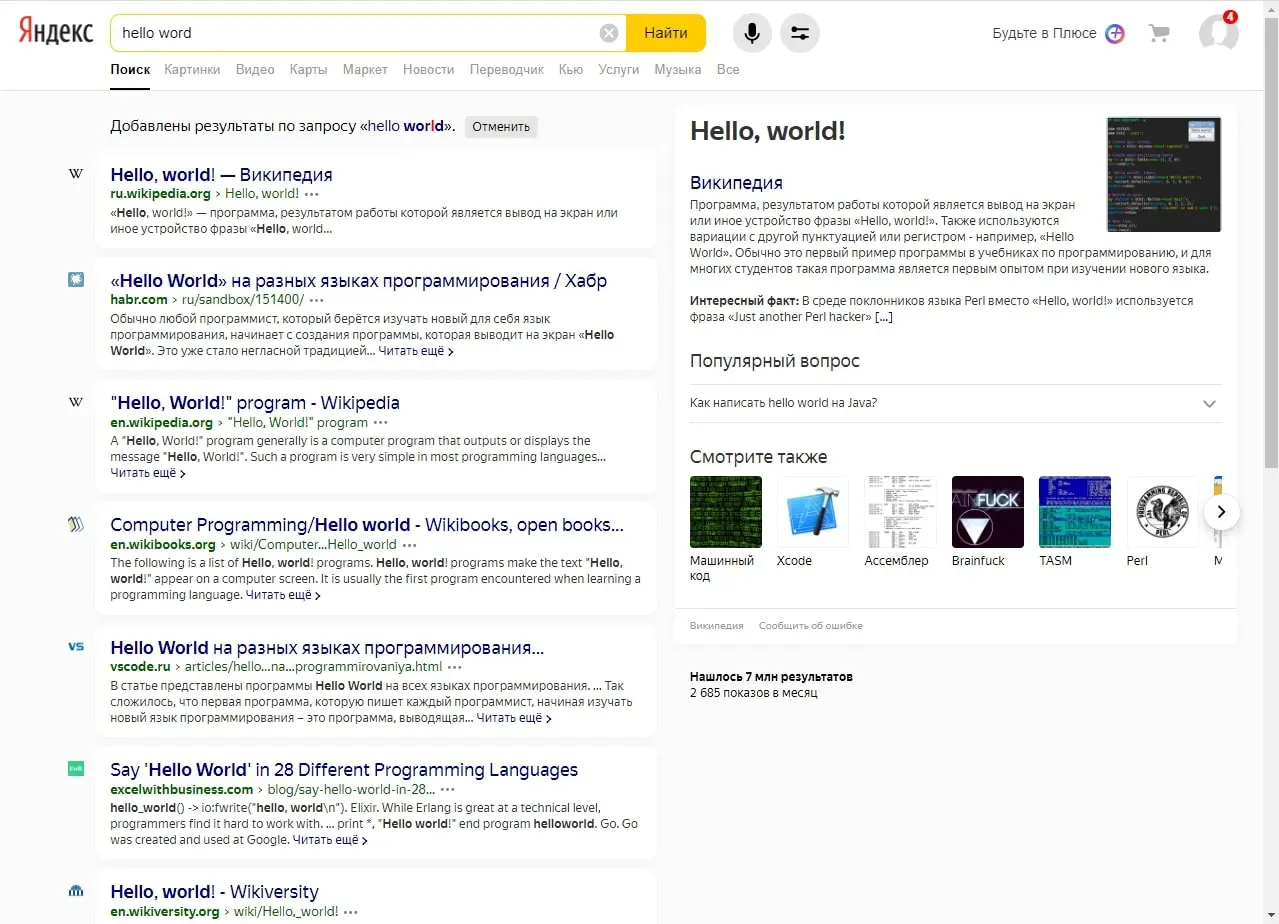 Яндекс
hello word
Найти
Будьте в Плюсе
4
Поиск Картинки Видео Карты Маркет Новости Переводчик Кью Услуги Музыка Все
Добавлены результаты по запросу «hello world». Отменить
Hello, world! — Википедия
ru.wikipedia.org › Hello, world! ···
«Hello, world!» — программа, результатом работы которой является вывод на экран или
иное устройство фразы «Hello, world...
«Hello World» на разных языках программирования / Хабр
habr.com › ru/sandbox/151400/ ···
Обычно любой программист, который берётся изучать новый для себя язык
программирования, начинает с создания программы, которая выводит на экран «Hello
World». Это уже стало негласной традицией... Читать ещё ›
"Hello, World!" program - Wikipedia
en.wikipedia.org › "Hello, World!" program ···
A "Hello, World!" program generally is a computer program that outputs or displays the
message "Hello, World!". Such a program is very simple in most programming languages...
Читать ещё ›
Computer Programming/Hello world - Wikibooks, open books...
en.wikibooks.org › wiki/Computer...Hello_world ···
The following is a list of Hello, world! programs. Hello, world! programs make the text "Hello,
world!" appear on a computer screen. It is usually the first program encountered when learning a
programming language. Читать ещё ›
Hello World на разных языках программирования...
vscode.ru › articles/hello...na...programmirovaniya.html ···
В статье представлены программы Hello World на всех языках программирования. ... Так
сложилось, что первая программа, которую пишет каждый программист, начиная изучать
новый язык программирования – это программа, выводящая... Читать ещё ›
Say 'Hello World' in 28 Different Programming Languages
excelwithbusiness.com › blog/say-hello-world-in-28... ···
hello_world() -> io:fwrite("hello, world\n"). Elixir. While Erlang is great at a technical level,
programmers find it hard to work with. ... print *, "Hello world!" end program helloworld. Go. Go
was created and used at Google. Читать ещё ›
Hello, world! - Wikiversity
en.wikiversity.org › wiki/Hello,_world! ···
Hello, world!
Википедия
Программа, результатом работы которой является вывод на экран
или иное устройство фразы «Hello, world!». Также используются
вариации с другой пунктуацией или регистром - например, «Hello
World». Обычно это первый пример программы в учебниках по программированию, и для
многих студентов такая программа является первым опытом при изучении нового языка.
Интересный факт: В среде поклонников языка Perl вместо «Hello, world!» используется
фраза «Just another Perl hacker» [...]
Популярный вопрос
Как написать hello world на Java?
Смотрите также
Машинный
код
Xcode
Ассемблер
Brainfuck
TASM
Perl
Википедия Сообщить об ошибке
Нашлось 7 млн результатов
2 685 показов в месяц